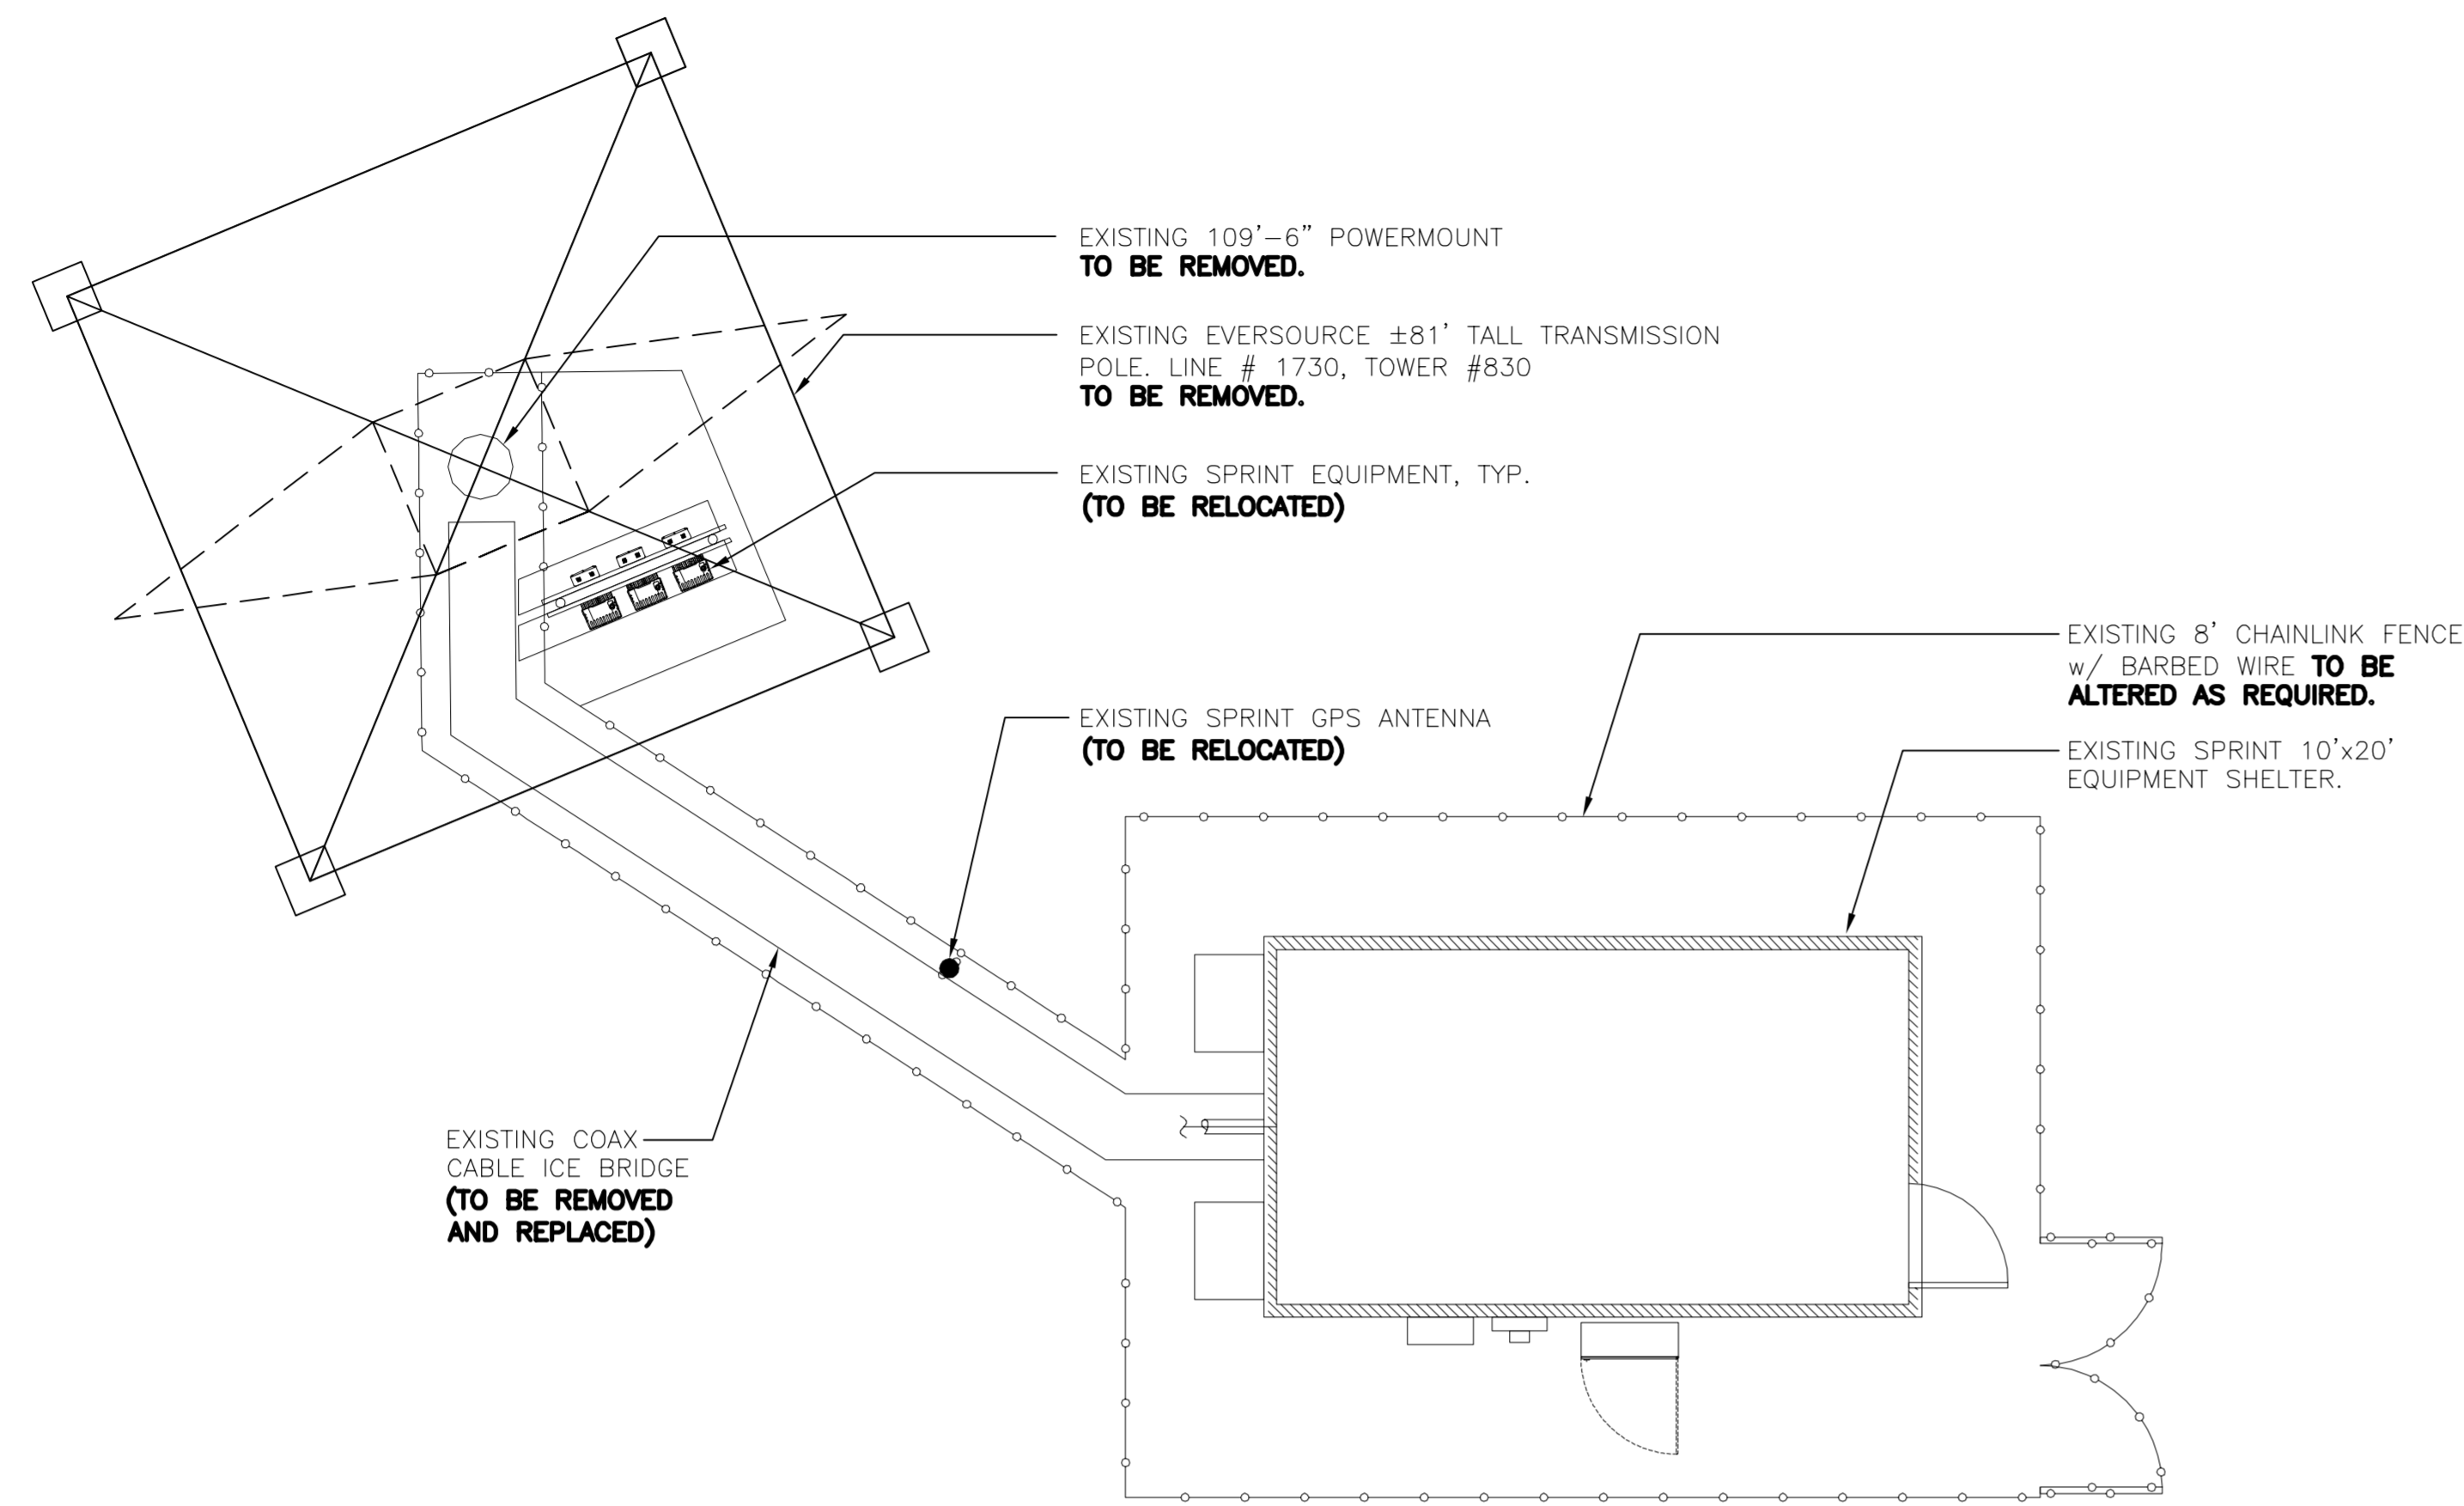 EXISTING 109'-6" POWERMOUNT
TO BE REMOVED.
EXISTING EVERSOURCE ±81' TALL TRANSMISSION
POLE. LINE # 1730, TOWER #830
TO BE REMOVED.
EXISTING SPRINT EQUIPMENT, TYP.
(TO BE RELOCATED)
EXISTING 8' CHAINLINK FENCE
w/ BARBED WIRE TO BE
ALTERED AS REQUIRED.
EXISTING SPRINT GPS ANTENNA
(TO BE RELOCATED)
EXISTING SPRINT 10'x20'
EQUIPMENT SHELTER.
EXISTING COAX
CABLE ICE BRIDGE
(TO BE REMOVED
AND REPLACED)